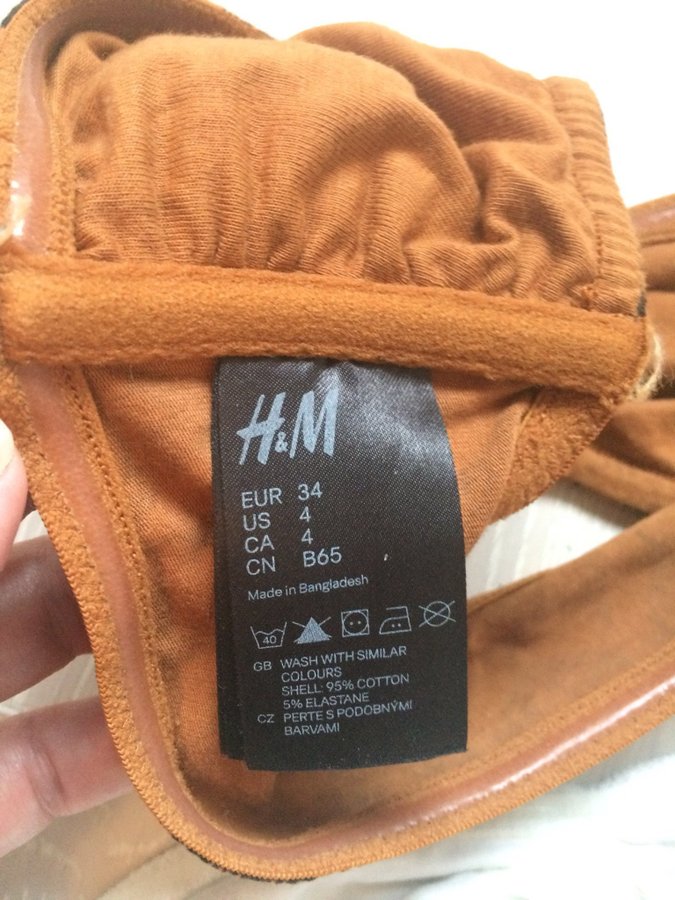 H&M
EUR 34
US 4
CA 4
CN B65
Made in Bangladesh
40
GB WASH WITH SIMILAR
COLOURS
SHELL: 95% COTTON
5% ELASTANE
CZ PERTE S PODOBNÝMI
BARVAMI